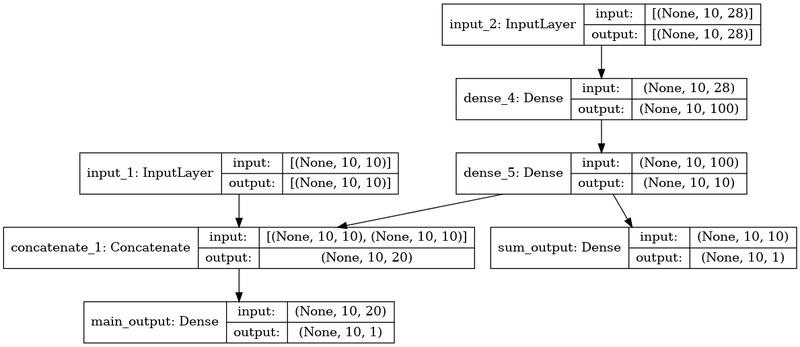 input_2: InputLayer
input: [(None, 10, 28)]
output: [(None, 10, 28)]
dense_4: Dense
input: (None, 10, 28)
output: (None, 10, 100)
input_1: InputLayer
input: [(None, 10, 10)]
output: [(None, 10, 10)]
dense_5: Dense
input: (None, 10, 100)
output: (None, 10, 10)
concatenate_1: Concatenate
input: [(None, 10, 10), (None, 10, 10)]
output: (None, 10, 20)
sum_output: Dense
input: (None, 10, 10)
output: (None, 10, 1)
main_output: Dense
input: (None, 10, 20)
output: (None, 10, 1)